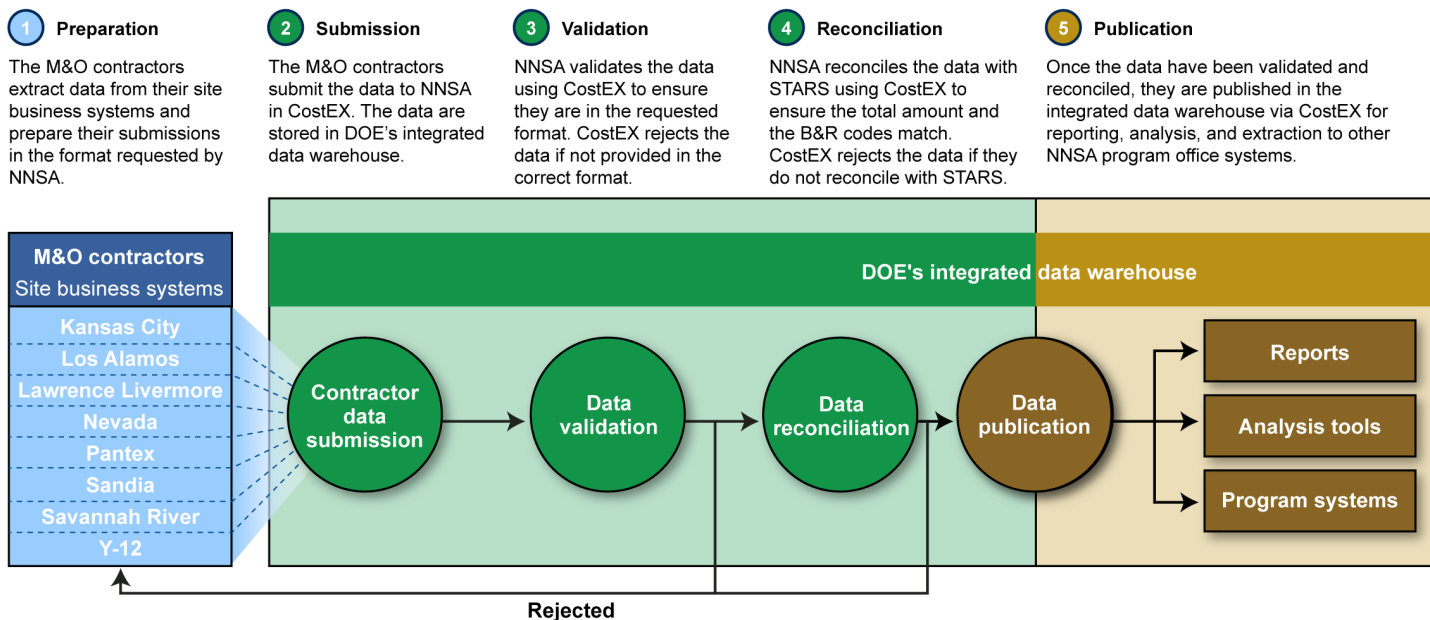 1 Preparation
The M&O contractors
extract data from their site
business systems and
prepare their submissions
in the format requested by
NNSA.
2 Submission
The M&O contractors
submit the data to NNSA
in CostEX. The data are
stored in DOE’s integrated
data warehouse.
3 Validation
NNSA validates the data
using CostEX to ensure
they are in the requested
format. CostEX rejects the
data if not provided in the
correct format.
4 Reconciliation
NNSA reconciles the data with
STARS using CostEX to
ensure the total amount and
the B&R codes match.
CostEX rejects the data if they
do not reconcile with STARS.
5 Publication
Once the data have been validated and
reconciled, they are published in the
integrated data warehouse via CostEX for
reporting, analysis, and extraction to other
NNSA program office systems.
M&O contractors
Site business systems
Kansas City
Los Alamos
Lawrence Livermore
Nevada
Pantex
Sandia
Savannah River
Y-12
DOE's integrated data warehouse
Contractor
data
submission
Data
validation
Data
reconciliation
Data
publication
Reports
Analysis tools
Program systems
Rejected